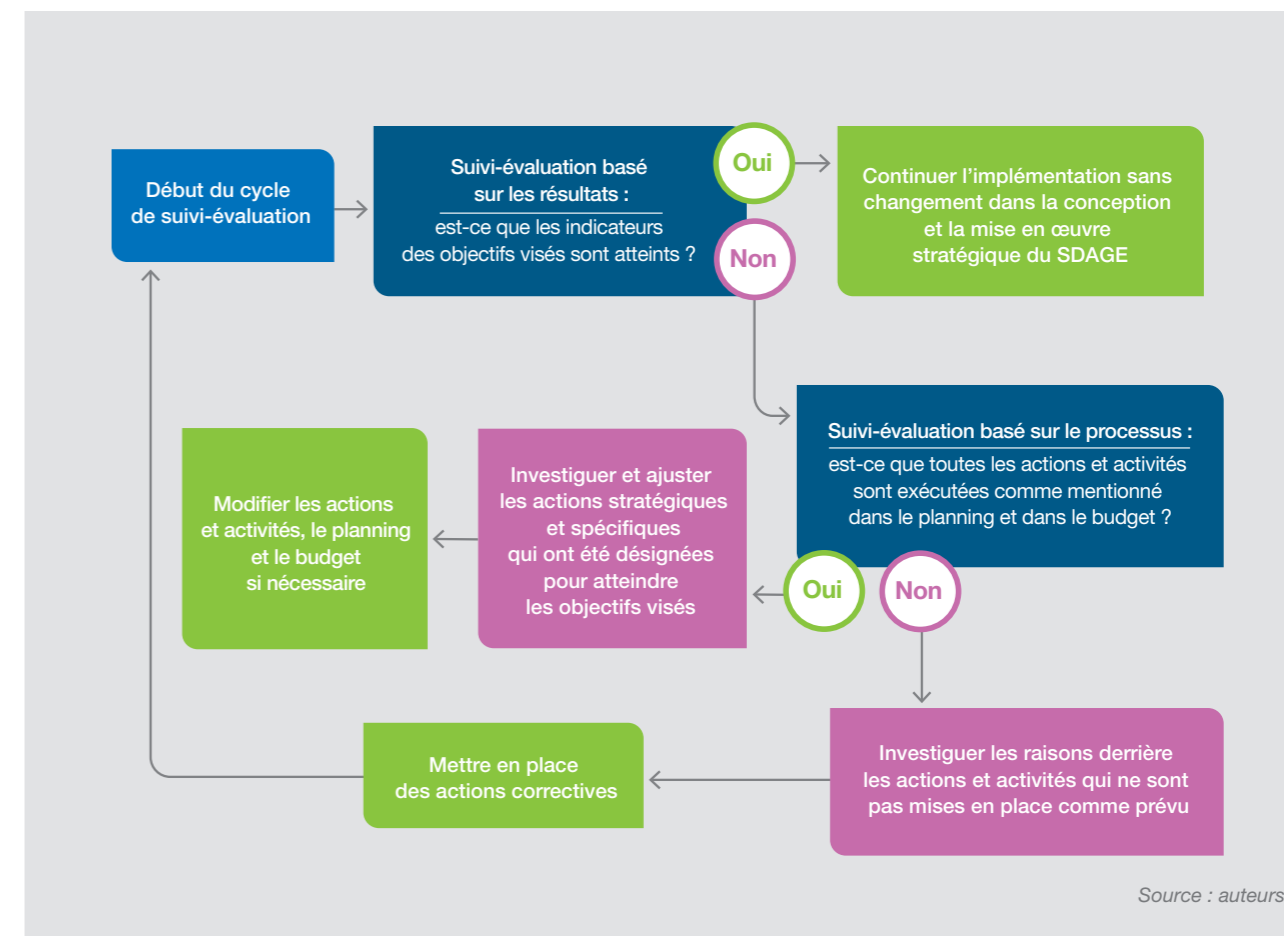 Début du cycle
de suivi-évaluation
Suivi-évaluation basé
sur les résultats :
est-ce que les indicateurs
des objectifs visés sont atteints ?
Oui
Non
Continuer l’implémentation sans
changement dans la conception
et la mise en œuvre
stratégique du SDAGE
Suivi-évaluation basé sur le processus :
est-ce que toutes les actions et activités
sont exécutées comme mentionné
dans le planning et dans le budget ?
Oui
Non
Investiguer et ajuster
les actions stratégiques
et spécifiques
qui ont été désignées
pour atteindre
les objectifs visés
Modifier les actions
et activités, le planning
et le budget
si nécessaire
Investiguer les raisons derrière
les actions et activités qui ne sont
pas mises en place comme prévu
Mettre en place
des actions correctives
Source : auteurs